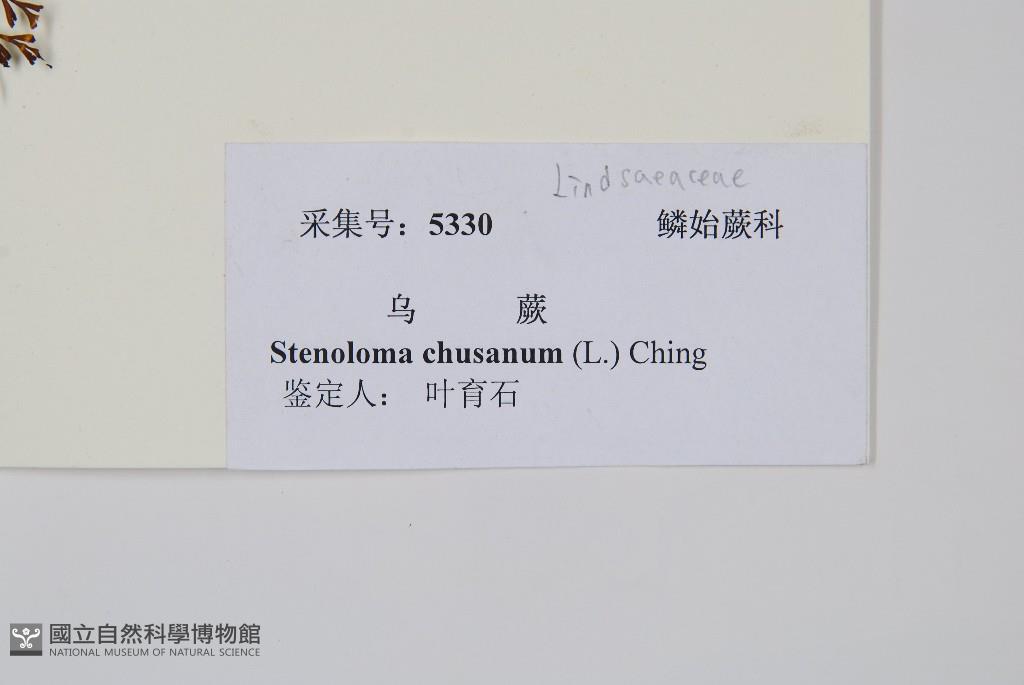 Lindsaeaceae
采集号：5330 鳞始蕨科
乌 蕨
Stenoloma chusanum (L.) Ching
鉴定人： 叶育石
國立自然科學博物館
NATIONAL MUSEUM OF NATURAL SCIENCE